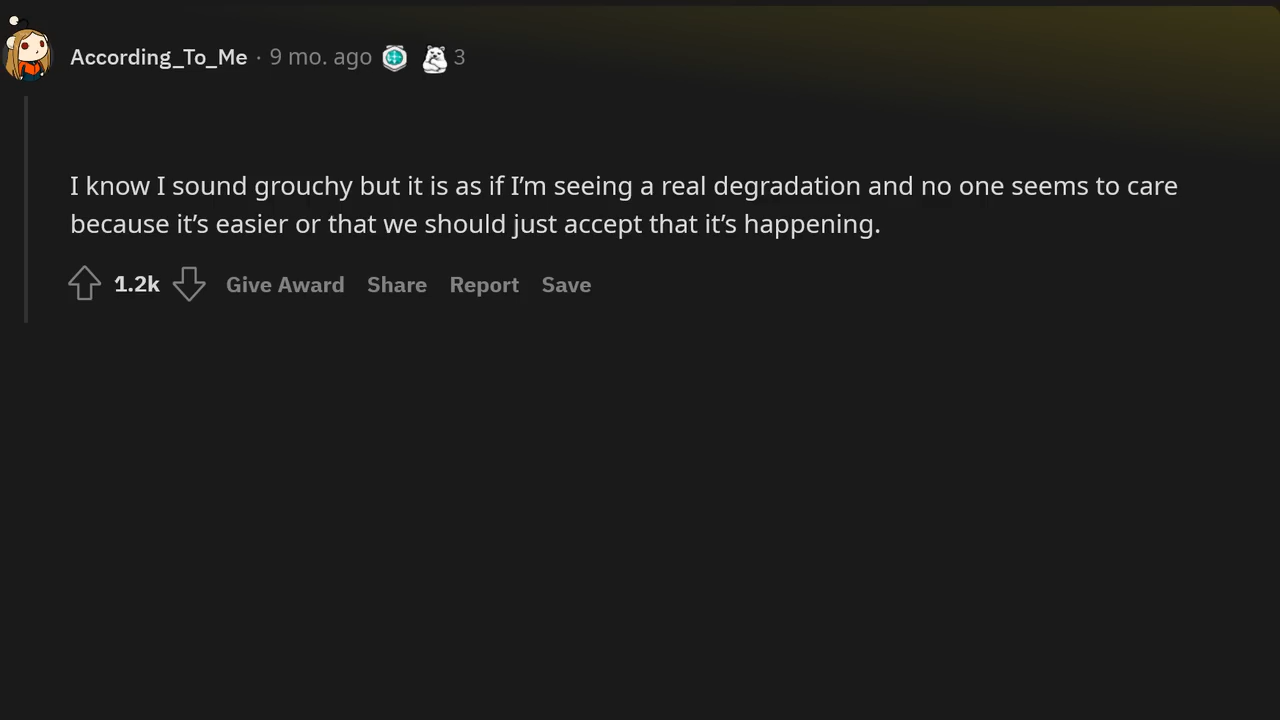 According_To_Me · 9 mo. ago 3
I know I sound grouchy but it is as if I’m seeing a real degradation and no one seems to care
because it’s easier or that we should just accept that it’s happening.
1.2k Give Award Share Report Save